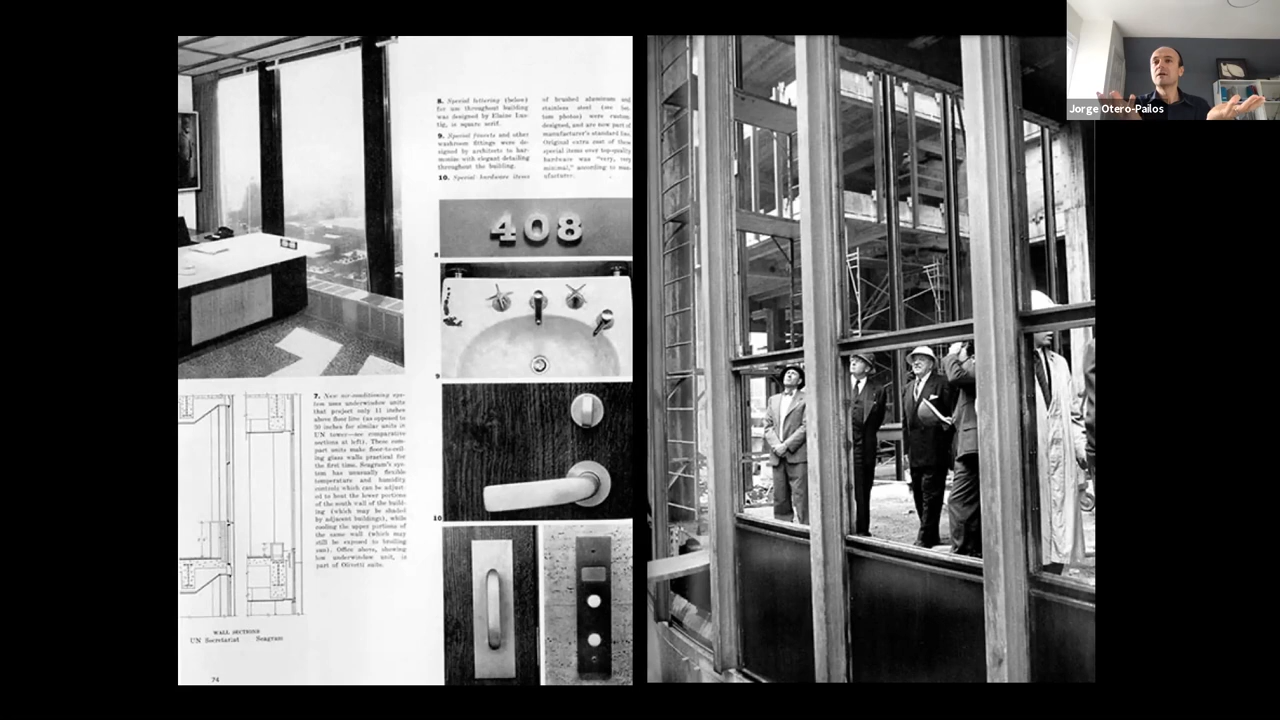 8. Special lettering (below)
for use throughout building
was designed by Elaine Lus-
tig, in square serif.
9. Special faucets and other
washroom fittings were de-
signed by architects to har-
monize with elegant detailing
throughout the building.
10. Special hardware items
of brushed aluminum and
stainless steel (see bot-
tom photos) were custom
designed, and are now part of
manufacturer's standard line.
Original extra cost of these
special items over top-quality
hardware was "very, very
minimal," according to man-
ufacturer.
408
8
9
10
7. New air-conditioning sys-
tem uses underwindow units
that project only 11 inches
above floor line (as opposed to
30 inches for similar units in
UN tower—see comparative
sections at left). These com-
part units make floor-to-ceil-
ing glass walls practical for
the first time. Seagram's sys-
tem has unusually flexible
temperature and humidity
controls which can be adjust-
ed to heat the lower portions
of the south wall of the build-
ing (which may be shaded
by adjacent buildings), while
cooling the upper portions of
the same wall (which may
still be exposed to broiling
sun). Office above, showing
low underwindow unit, is
part of Olivetti suite.
WALL SECTIONS
UN Secretariat Seagram
74
Jorge Otero-Pailos